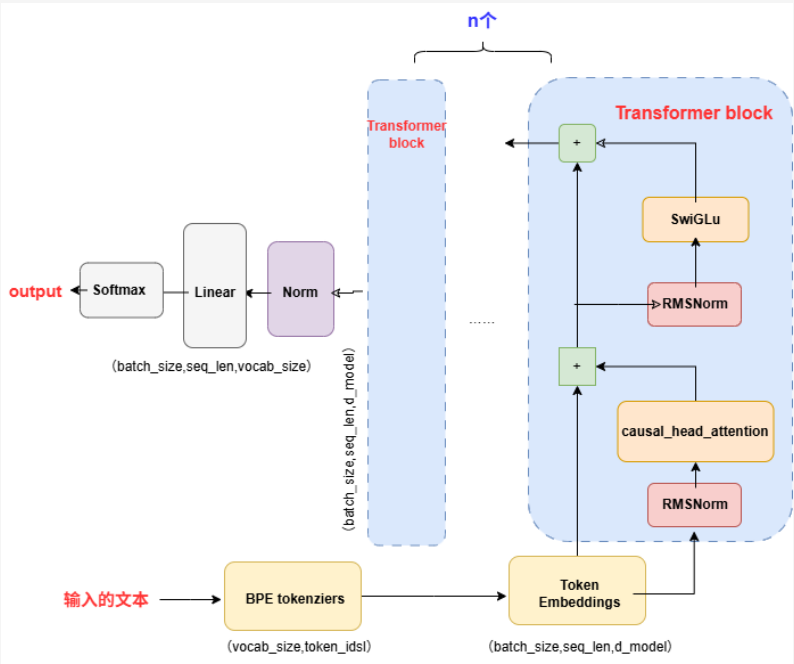 n个
Transformer block
+
SwiGLu
RMSNorm
+
causal_head_attention
RMSNorm
……
Transformer
block
(batch_size,seq_len,d_model)
Norm
Linear
Softmax
output
(batch_size,seq_len,vocab_size)
输入的文本
BPE tokenziers
(vocab_size,token_idsl)
Token
Embeddings
(batch_size,seq_len,d_model)